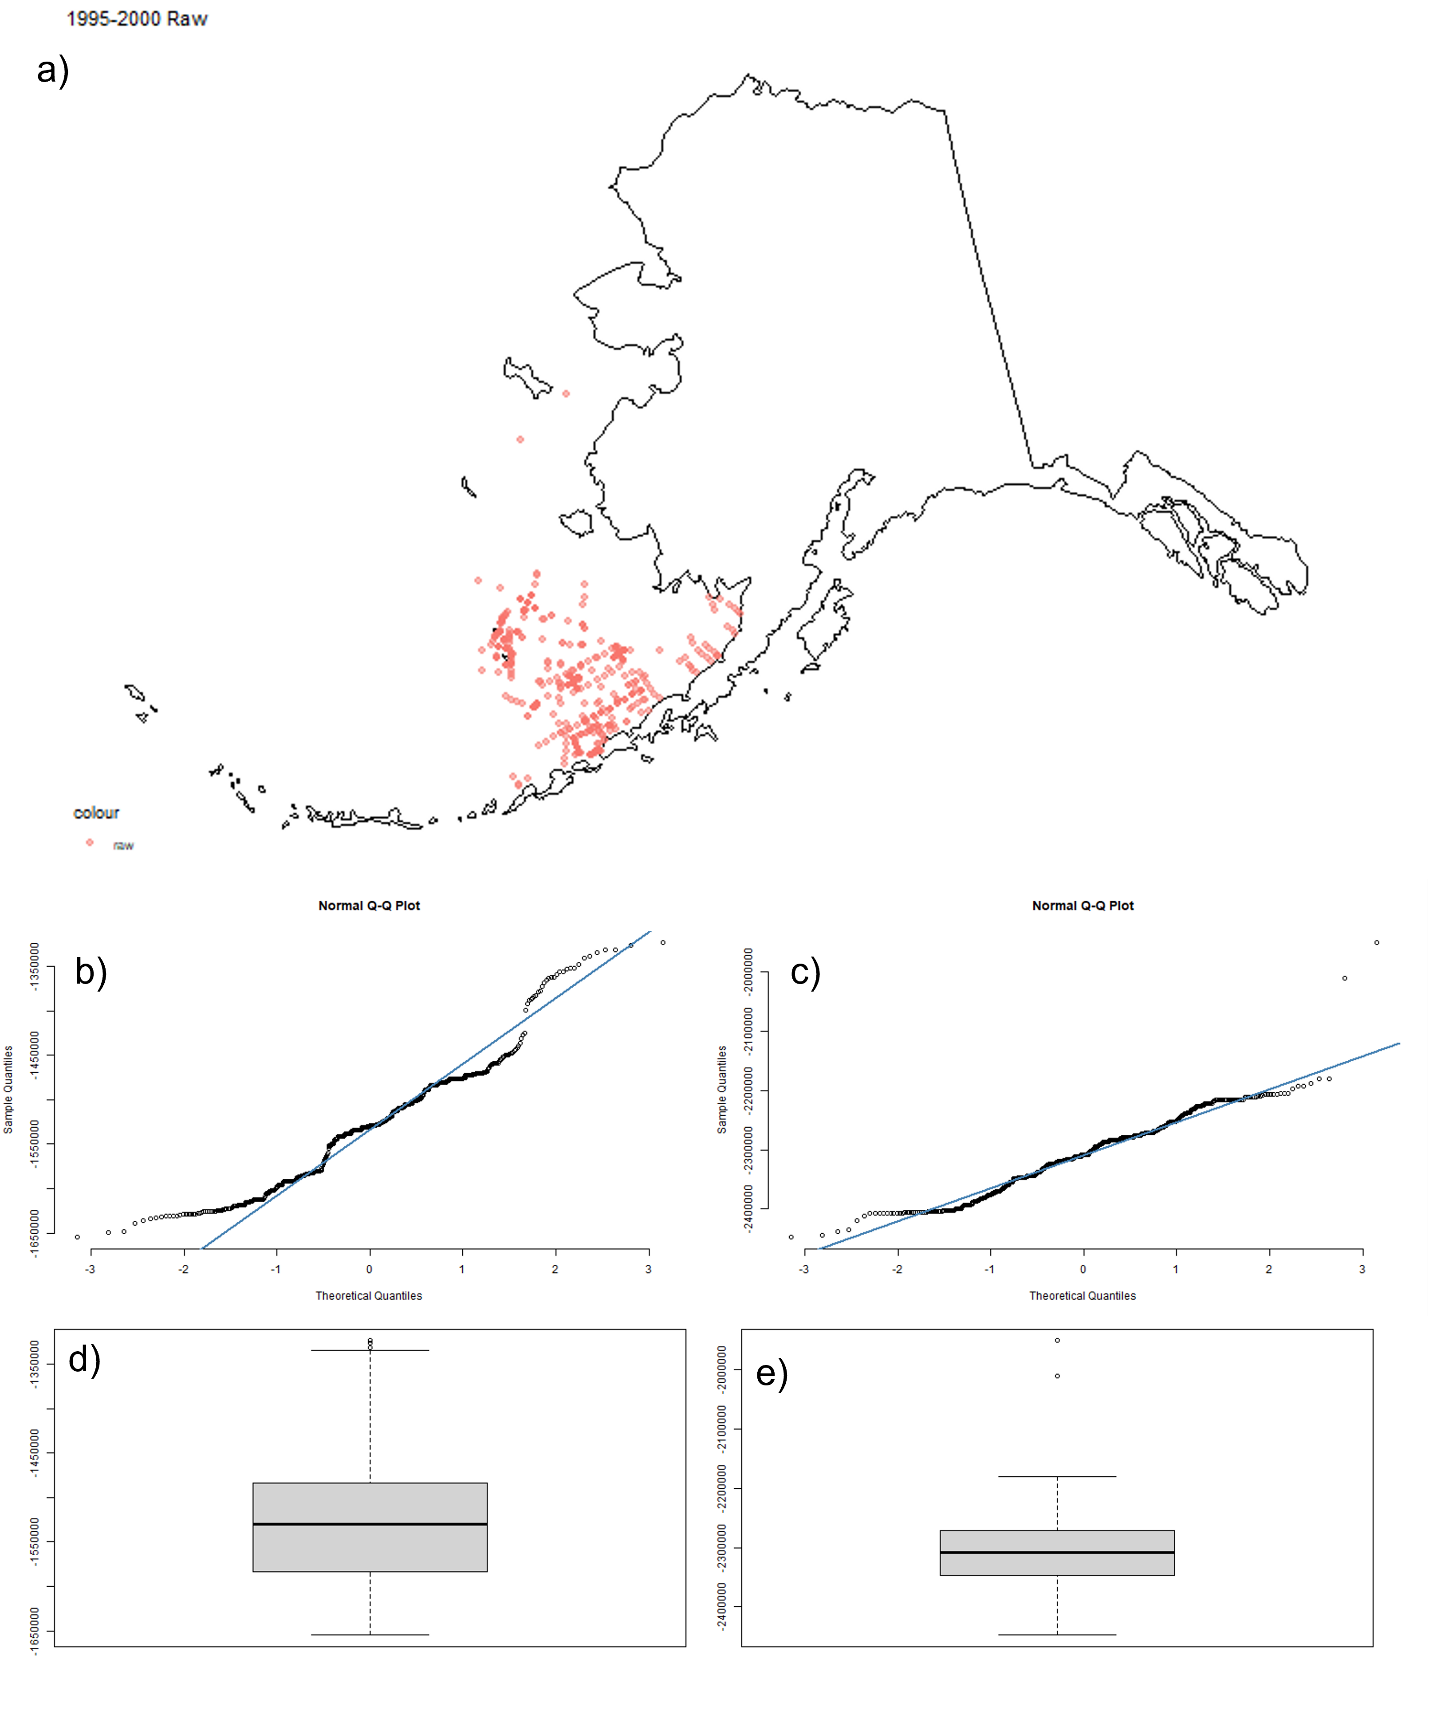 1995-2000 Raw
a)
colour
raw
Normal Q-Q Plot
b)
Sample Quantiles
-1350000
-1450000
-1550000
-1650000
-3 -2 -1 0 1 2 3
Theoretical Quantiles
Normal Q-Q Plot
c)
Sample Quantiles
-2000000
-2100000
-2200000
-2300000
-2400000
-3 -2 -1 0 1 2 3
Theoretical Quantiles
d)
-1350000
-1450000
-1550000
-1650000
e)
-2000000
-2100000
-2200000
-2300000
-2400000